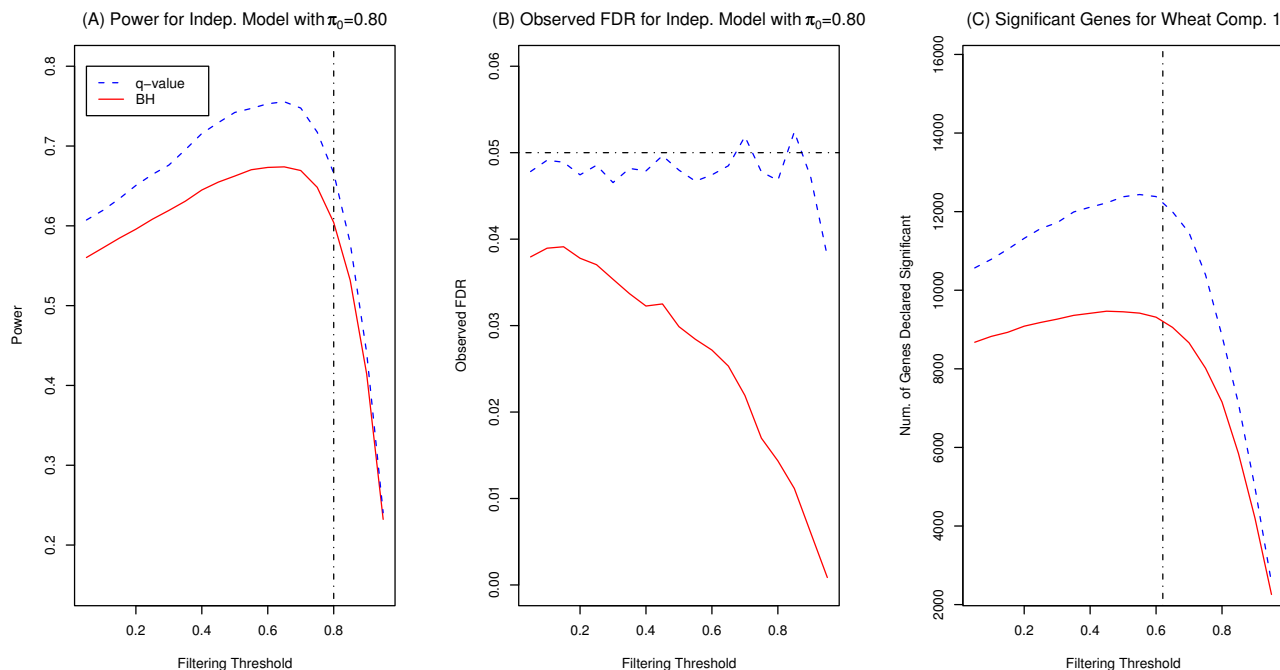 (A) Power for Indep. Model with π₀=0.80
0.8
0.7
0.6
0.5
0.4
0.3
0.2
Power
q−value
BH
0.2 0.4 0.6 0.8
Filtering Threshold
(B) Observed FDR for Indep. Model with π₀=0.80
0.06
0.05
0.04
0.03
0.02
0.01
0.00
Observed FDR
0.2 0.4 0.6 0.8
Filtering Threshold
(C) Significant Genes for Wheat Comp. 1
16000
14000
12000
10000
8000
6000
4000
2000
Num. of Genes Declared Significant
0.2 0.4 0.6 0.8
Filtering Threshold